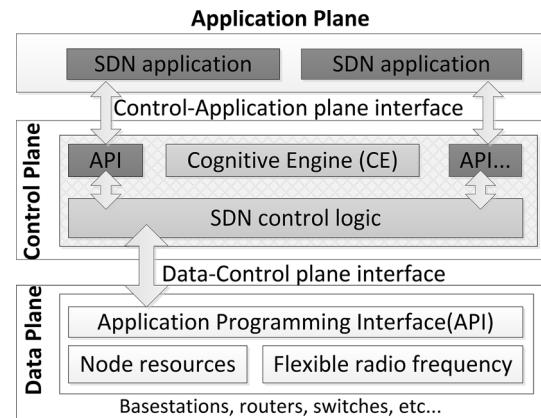 Application Plane
SDN application
SDN application
Control-Application plane interface
Control Plane
API
Cognitive Engine (CE)
API...
SDN control logic
Data-Control plane interface
Data Plane
Application Programming Interface(API)
Node resources
Flexible radio frequency
Basestations, routers, switches, etc...